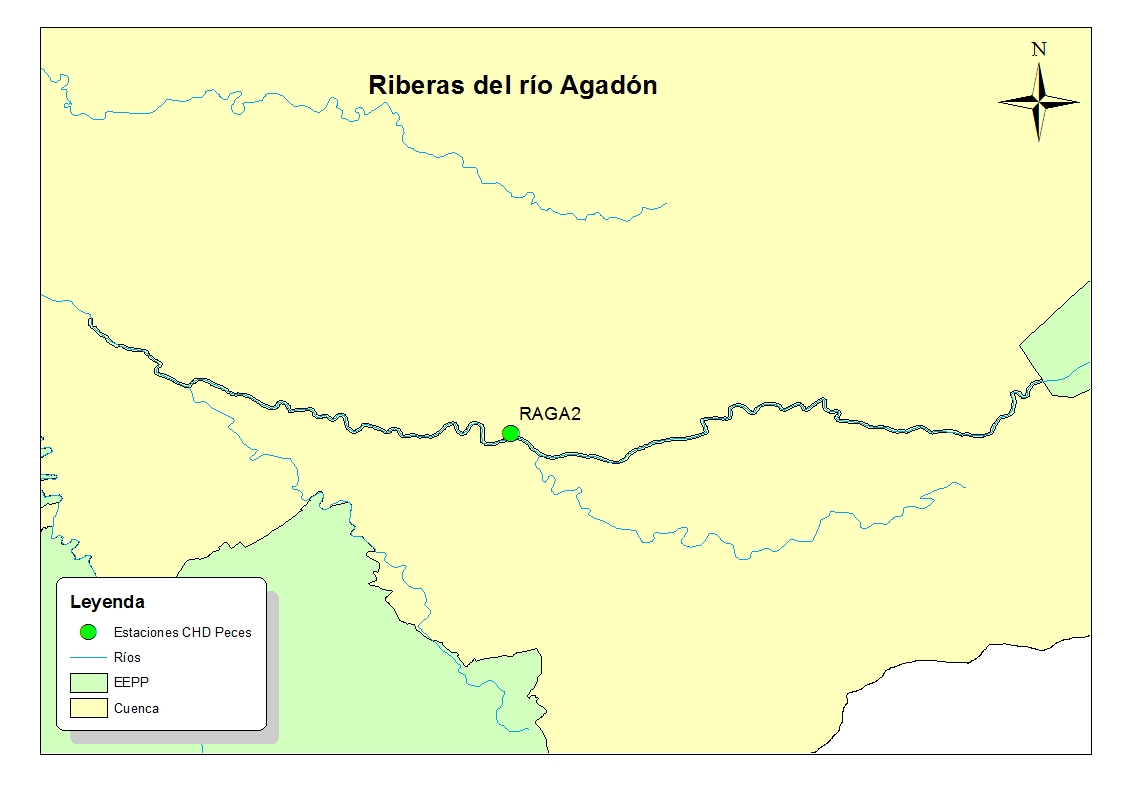 N
Riberas del río Agadón
RAGA2
Leyenda
Estaciones CHD Peces
Ríos
EEPP
Cuenca